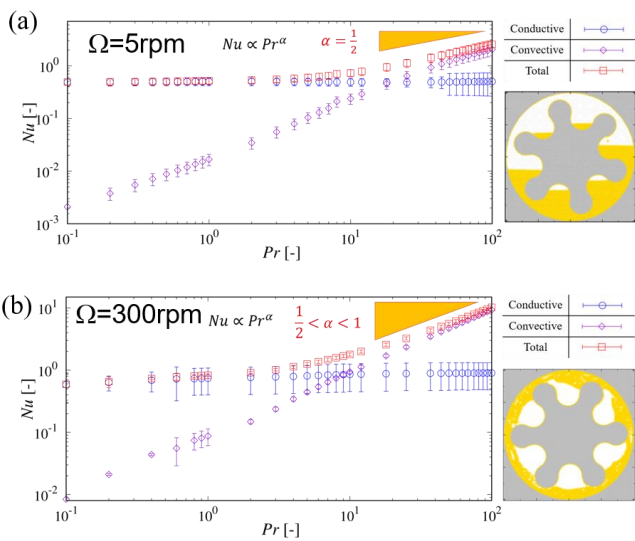 (a)
Ω=5rpm
Nu ∝ Pr^α
α = 1/2
Nu [-]
10^0
10^-1
10^-2
10^-3
10^-1
10^0
10^1
10^2
Pr [-]
Conductive
Convective
Total
(b)
Ω=300rpm
Nu ∝ Pr^α
1/2 < α < 1
Nu [-]
10^1
10^0
10^-1
10^-2
10^-1
10^0
10^1
10^2
Pr [-]
Conductive
Convective
Total